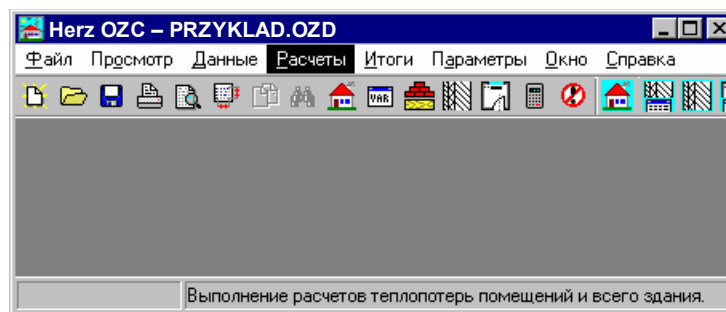 Herz OZC – PRZYKLAD.OZD
Файл Просмотр Данные Расчеты Итоги Параметры Окно Справка
VAR
Выполнение расчетов теплопотерь помещений и всего здания.